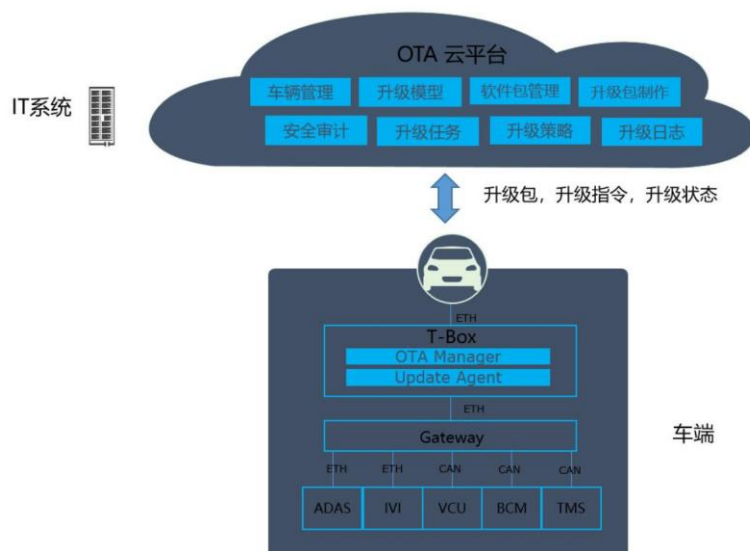 OTA 云平台
车辆管理 升级模型 软件包管理 升级包制作
IT系统
安全审计 升级任务 升级策略 升级日志
升级包，升级指令，升级状态
ETH
T-Box
OTA Manager
Update Agent
ETH
Gateway
车端
ETH ETH CAN CAN CAN
ADAS IVI VCU BCM TMS